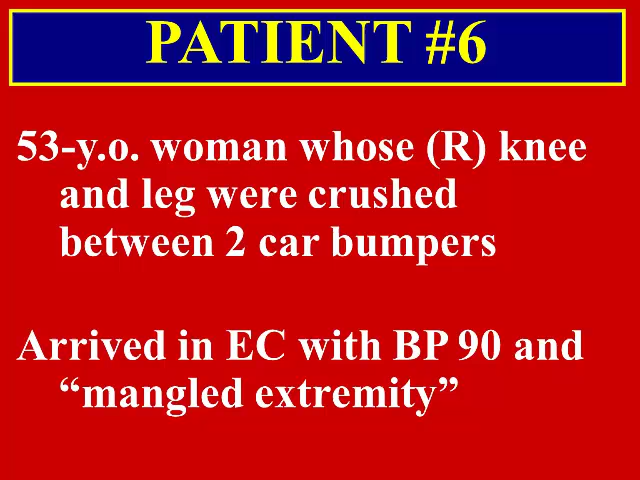 PATIENT #6
53-y.o. woman whose (R) knee
and leg were crushed
between 2 car bumpers
Arrived in EC with BP 90 and
“mangled extremity”